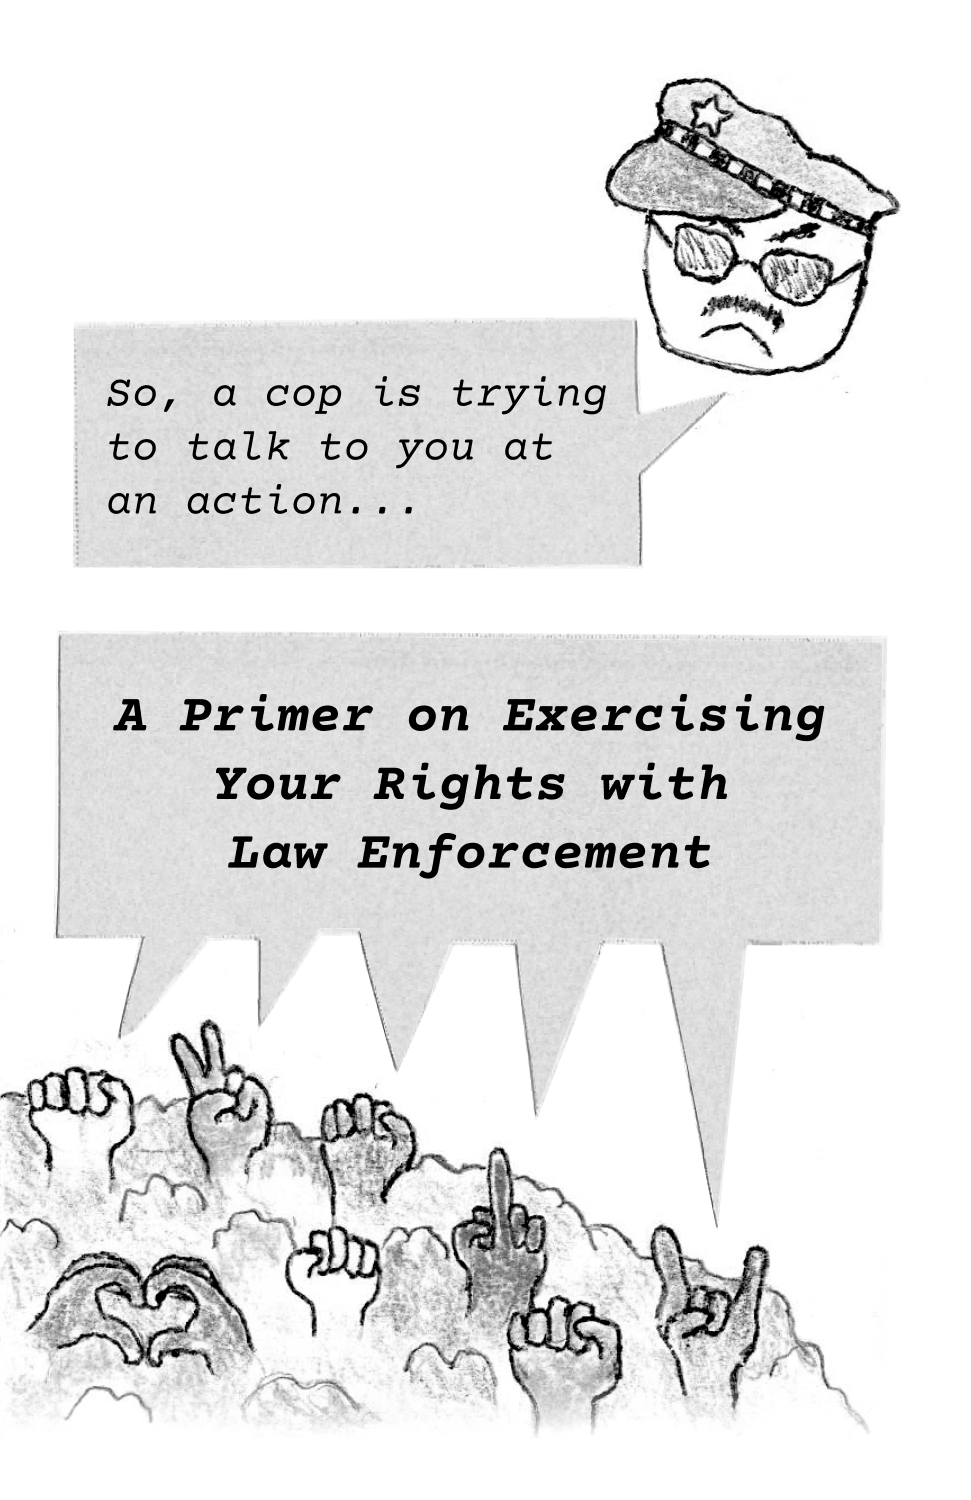 So, a cop is trying
to talk to you at
an action...
A Primer on Exercising
Your Rights with
Law Enforcement